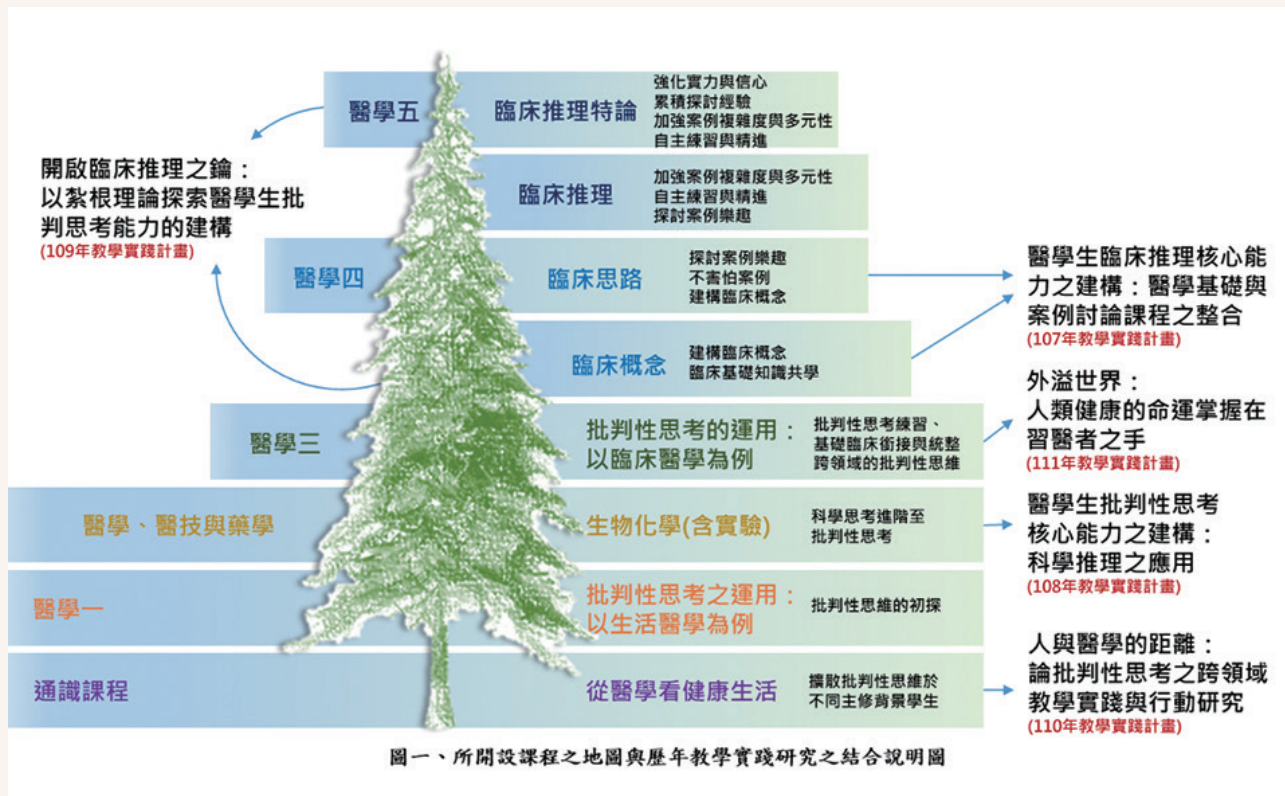 醫學五
臨床推理特論
強化實力與信心
累積探討經驗
加強案例複雜度與多元性
自主練習與精進
開啟臨床推理之鑰：
以紮根理論探索醫學生批
判思考能力的建構
(109年教學實踐計畫)
臨床推理
加強案例複雜度與多元性
自主練習與精進
探討案例樂趣
醫學四
臨床思路
探討案例樂趣
不害怕案例
建構臨床概念
醫學生臨床推理核心能
力之建構：醫學基礎與
案例討論課程之整合
(107年教學實踐計畫)
臨床概念
建構臨床概念
臨床基礎知識共學
醫學三
批判性思考的運用：
以臨床醫學為例
批判性思考練習、
基礎臨床銜接與統整
跨領域的批判性思維
外溢世界：
人類健康的命運掌握在
習醫者之手
(111年教學實踐計畫)
醫學、醫技與藥學
生物化學(含實驗)
科學思考進階至
批判性思考
醫學生批判性思考
核心能力之建構：
科學推理之應用
(108年教學實踐計畫)
醫學一
批判性思考之運用：
以生活醫學為例
批判性思維的初探
通識課程
從醫學看健康生活
擴散批判性思維於
不同主修背景學生
人與醫學的距離：
論批判性思考之跨領域
教學實踐與行動研究
(110年教學實踐計畫)
圖一、所開設課程之地圖與歷年教學實踐研究之結合說明圖